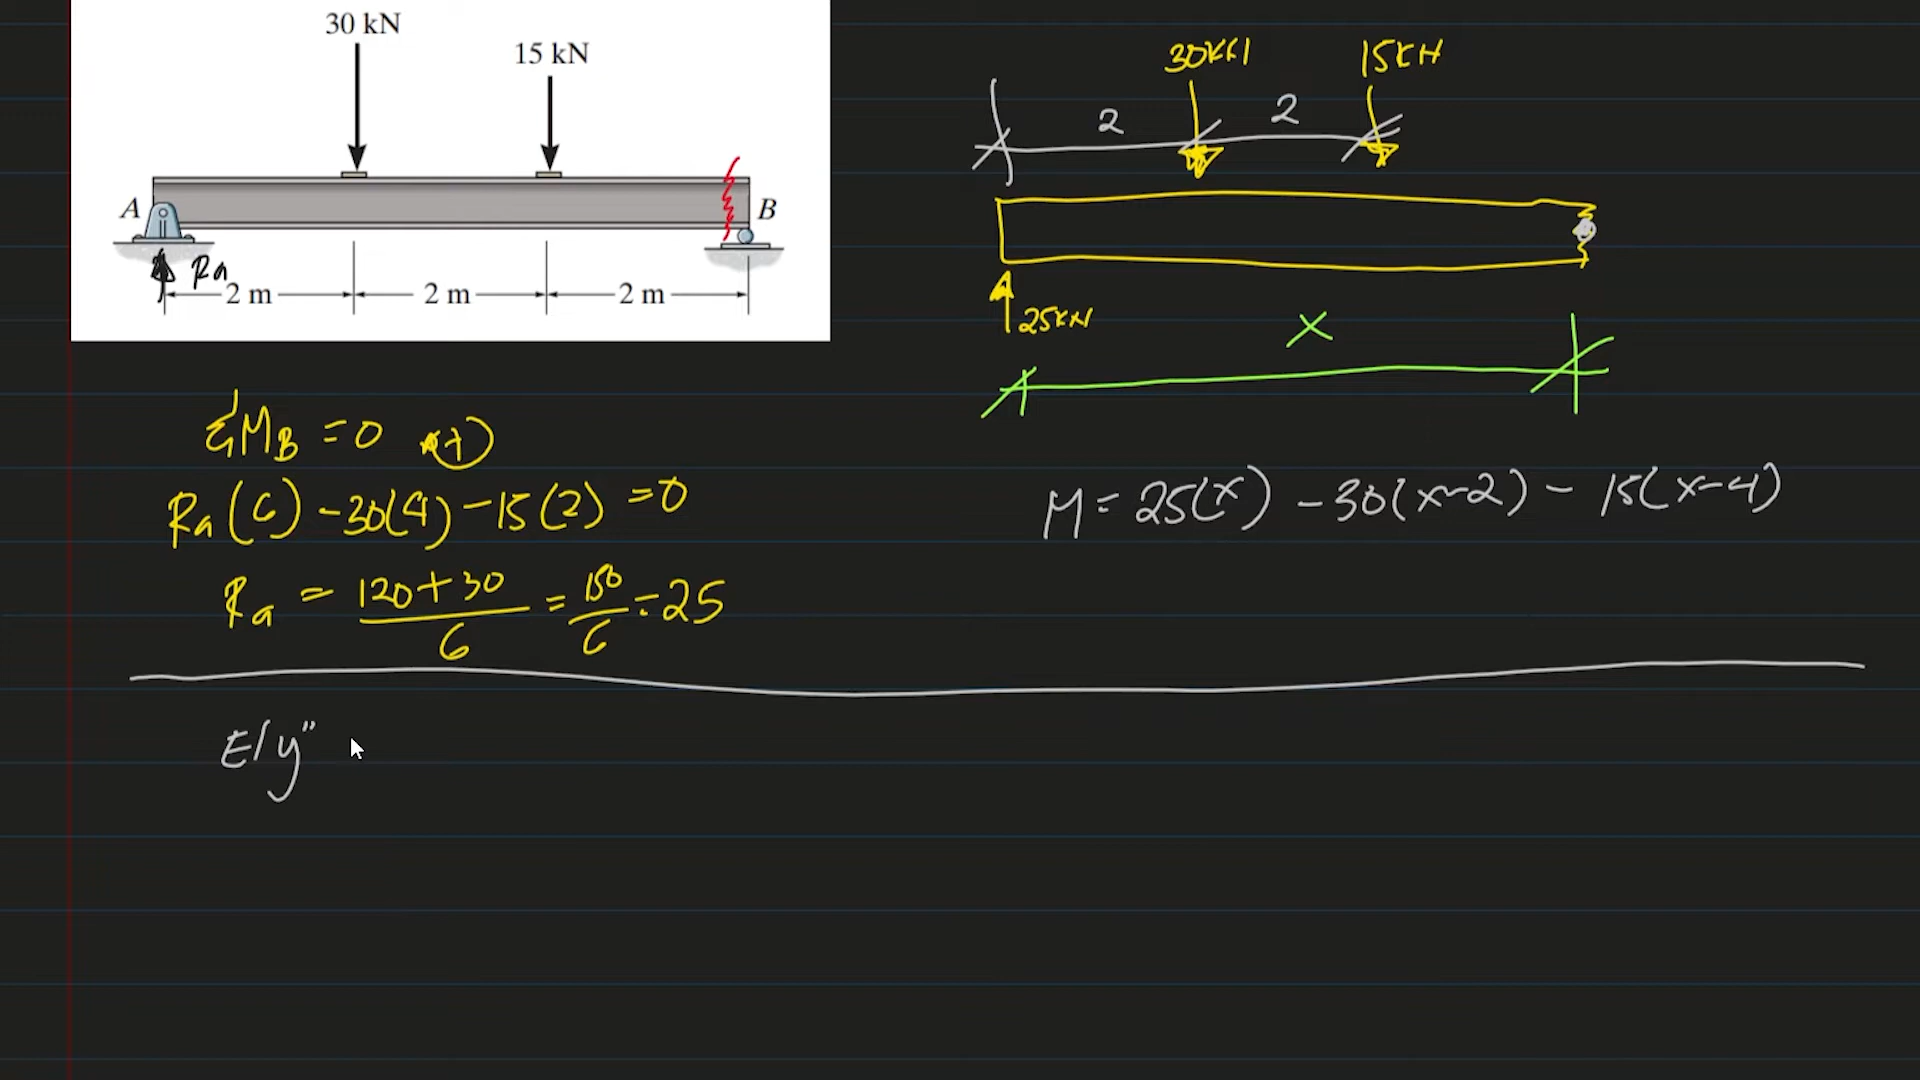 30 kN
15 kN
A
B
Ra
2 m
2 m
2 m
30KN
15KN
2
2
25KN
X
ΣM_B = 0 +
Ra(6) - 30(4) - 15(2) = 0
Ra = (120+30)/6 = 150/6 = 25
M = 25(x) - 30(x-2) - 15(x-4)
EIy"